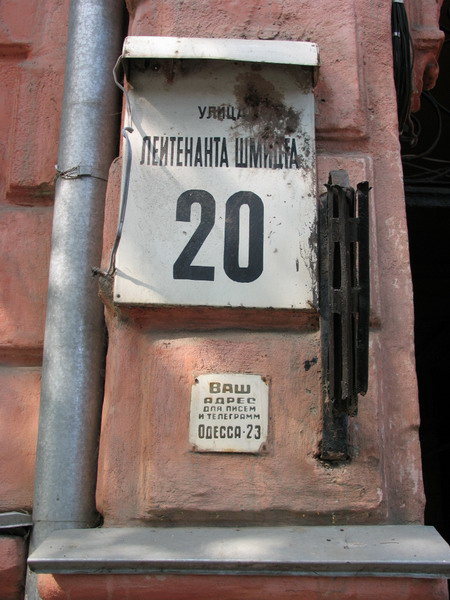 УЛИЦА
ЛЕЙТЕНАНТА ШМИДТА
20
ВАШ
АДРЕС
ДЛЯ ПИСЕМ
И ТЕЛЕГРАММ
ОДЕССА-23